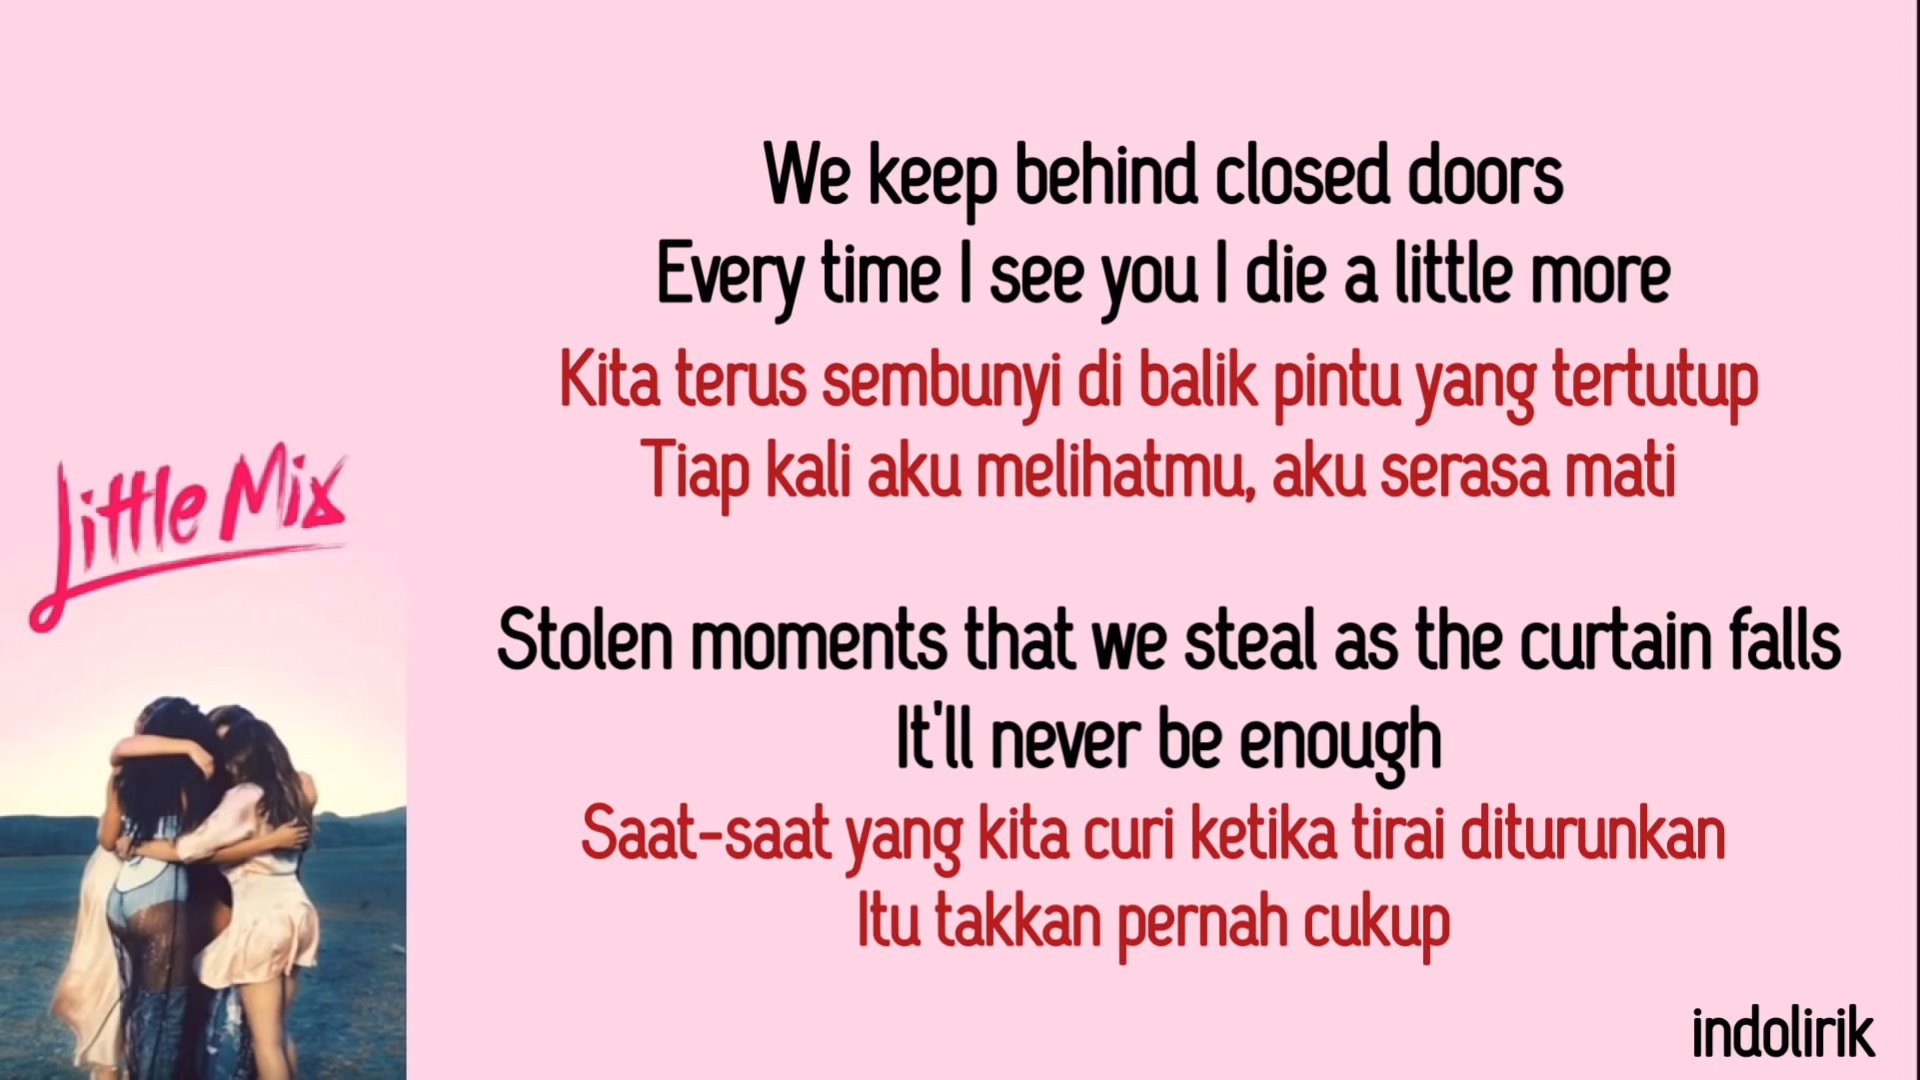 We keep behind closed doors
Every time I see you I die a little more
Kita terus sembunyi di balik pintu yang tertutup
Tiap kali aku melihatmu, aku serasa mati
Little Mix
Stolen moments that we steal as the curtain falls
It'll never be enough
Saat-saat yang kita curi ketika tirai diturunkan
Itu takkan pernah cukup
indolirik